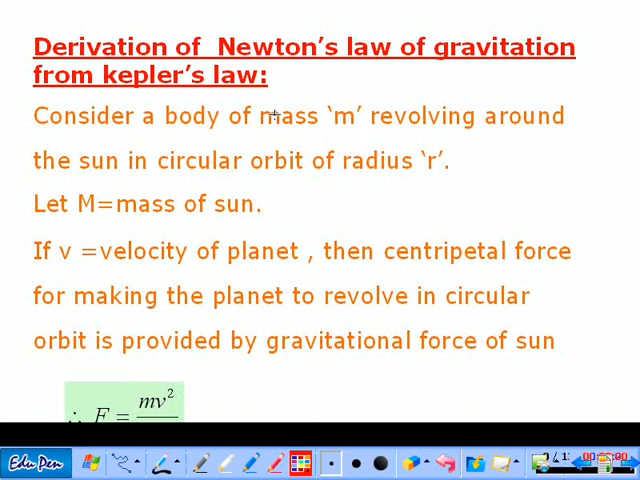 Derivation of  Newton’s law of gravitation
from kepler’s law:
Consider a body of mass ‘m’ revolving around
the sun in circular orbit of radius ‘r’.
Let M=mass of sun.
If v =velocity of planet , then centripetal force
for making the planet to revolve in circular
orbit is provided by gravitational force of sun
∴ F = mv²
Edu Pen